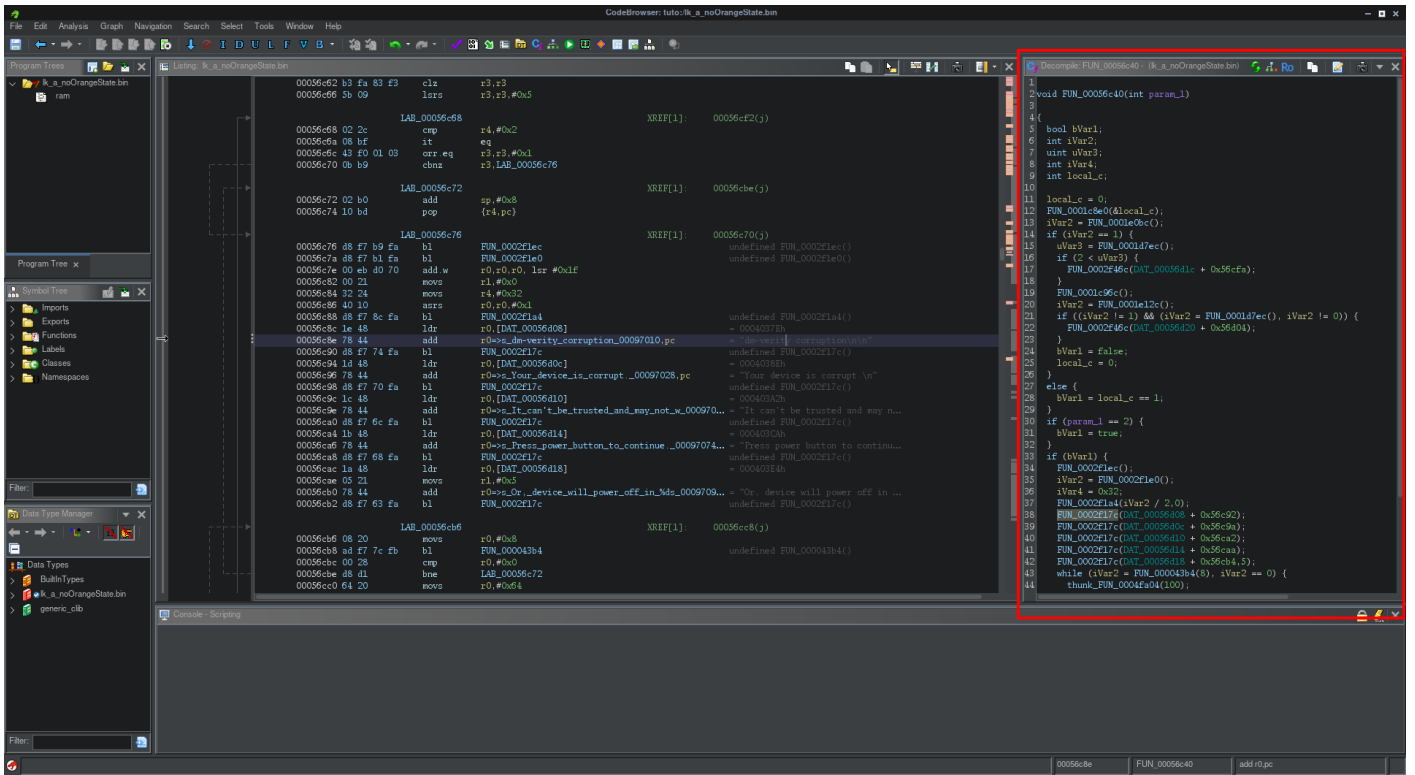 CodeBrowser: tuto:/lk_a_noOrangeState.bin
File Edit Analysis Graph Navigation Search Select Tools Window Help
I D U L F V B
Program Trees
lk_a_noOrangeState.bin
ram
Program Tree x
Symbol Tree
Imports
Exports
Functions
Labels
Classes
Namespaces
Filter:
Data Type Manager
Data Types
BuiltInTypes
lk_a_noOrangeState.bin
generic_clib
Filter:
Listing: lk_a_noOrangeState.bin
00056c62 b3 fa 83 f3 clz r3,r3
00056c66 5b 09 lsrs r3,r3,#0x5
LAB_00056c68 XREF[1]: 00056cf2(j)
00056c68 02 2c cmp r4,#0x2
00056c6a 08 bf it eq
00056c6c 43 f0 01 03 orr.eq r3,r3,#0x1
00056c70 0b b9 cbnz r3,LAB_00056c76
LAB_00056c72 XREF[1]: 00056cbe(j)
00056c72 02 b0 add sp,#0x8
00056c74 10 bd pop {r4,pc}
LAB_00056c76 XREF[1]: 00056c70(j)
00056c76 d8 f7 b9 fa bl FUN_0002f1ec undefined FUN_0002f1ec()
00056c7a d8 f7 b1 fa bl FUN_0002f1e0 undefined FUN_0002f1e0()
00056c7e 00 eb d0 70 add.w r0,r0,r0, lsr #0x1f
00056c82 00 21 movs r1,#0x0
00056c84 32 24 movs r4,#0x32
00056c86 40 10 asrs r0,r0,#0x1
00056c88 d8 f7 8c fa bl FUN_0002f1a4 undefined FUN_0002f1a4()
00056c8c 1e 48 ldr r0,[DAT_00056d08] = 0004037Eh
00056c8e 78 44 add r0=>s_dm-verity_corruption_00097010,pc = "dm-verity corruption\n\n"
00056c90 d8 f7 74 fa bl FUN_0002f17c undefined FUN_0002f17c()
00056c94 1d 48 ldr r0,[DAT_00056d0c] = 0004038Eh
00056c96 78 44 add r0=>s_Your_device_is_corrupt._00097028,pc = "Your device is corrupt.\n"
00056c98 d8 f7 70 fa bl FUN_0002f17c undefined FUN_0002f17c()
00056c9c 1c 48 ldr r0,[DAT_00056d10] = 000403A2h
00056c9e 78 44 add r0=>s_It_can't_be_trusted_and_may_not_w_000970... = "It can't be trusted and may n...
00056ca0 d8 f7 6c fa bl FUN_0002f17c undefined FUN_0002f17c()
00056ca4 1b 48 ldr r0,[DAT_00056d14] = 000403CAh
00056ca6 78 44 add r0=>s_Press_power_button_to_continue._00097074... = "Press power button to continu...
00056ca8 d8 f7 68 fa bl FUN_0002f17c undefined FUN_0002f17c()
00056cac 1a 48 ldr r0,[DAT_00056d18] = 000403E4h
00056cae 05 21 movs r1,#0x5
00056cb0 78 44 add r0=>s_Or,_device_will_power_off_in_%ds_0009709... = "Or, device will power off in ...
00056cb2 d8 f7 63 fa bl FUN_0002f17c undefined FUN_0002f17c()
LAB_00056cb6 XREF[1]: 00056cc8(j)
00056cb6 08 20 movs r0,#0x8
00056cb8 ad f7 7c fb bl FUN_000043b4 undefined FUN_000043b4()
00056cbc 00 28 cmp r0,#0x0
00056cbe d8 d1 bne LAB_00056c72
00056cc0 64 20 movs r0,#0x64
Decompile: FUN_00056c40 - (lk_a_noOrangeState.bin) Ro
1
2 void FUN_00056c40(int param_1)
3
4 {
5 bool bVar1;
6 int iVar2;
7 uint uVar3;
8 int iVar4;
9 int local_c;
10
11 local_c = 0;
12 FUN_0001c8e0(&local_c);
13 iVar2 = FUN_0001e0bc();
14 if (iVar2 == 1) {
15 uVar3 = FUN_0001d7ec();
16 if (2 < uVar3) {
17 FUN_0002f46c(DAT_00056d1c + 0x56cfa);
18 }
19 FUN_0001c96c();
20 iVar2 = FUN_0001e12c();
21 if ((iVar2 != 1) && (iVar2 = FUN_0001d7ec(), iVar2 != 0)) {
22 FUN_0002f46c(DAT_00056d20 + 0x56d04);
23 }
24 bVar1 = false;
25 local_c = 0;
26 }
27 else {
28 bVar1 = local_c == 1;
29 }
30 if (param_1 == 2) {
31 bVar1 = true;
32 }
33 if (bVar1) {
34 FUN_0002f1ec();
35 iVar2 = FUN_0002f1e0();
36 iVar4 = 0x32;
37 FUN_0002f1a4(iVar2 / 2,0);
38 FUN_0002f17c(DAT_00056d08 + 0x56c92);
39 FUN_0002f17c(DAT_00056d0c + 0x56c9a);
40 FUN_0002f17c(DAT_00056d10 + 0x56ca2);
41 FUN_0002f17c(DAT_00056d14 + 0x56caa);
42 FUN_0002f17c(DAT_00056d18 + 0x56cb4,5);
43 while (iVar2 = FUN_000043b4(8), iVar2 == 0) {
44 thunk_FUN_0004fa04(100);
Console - Scripting
00056c8e FUN_00056c40 add r0,pc